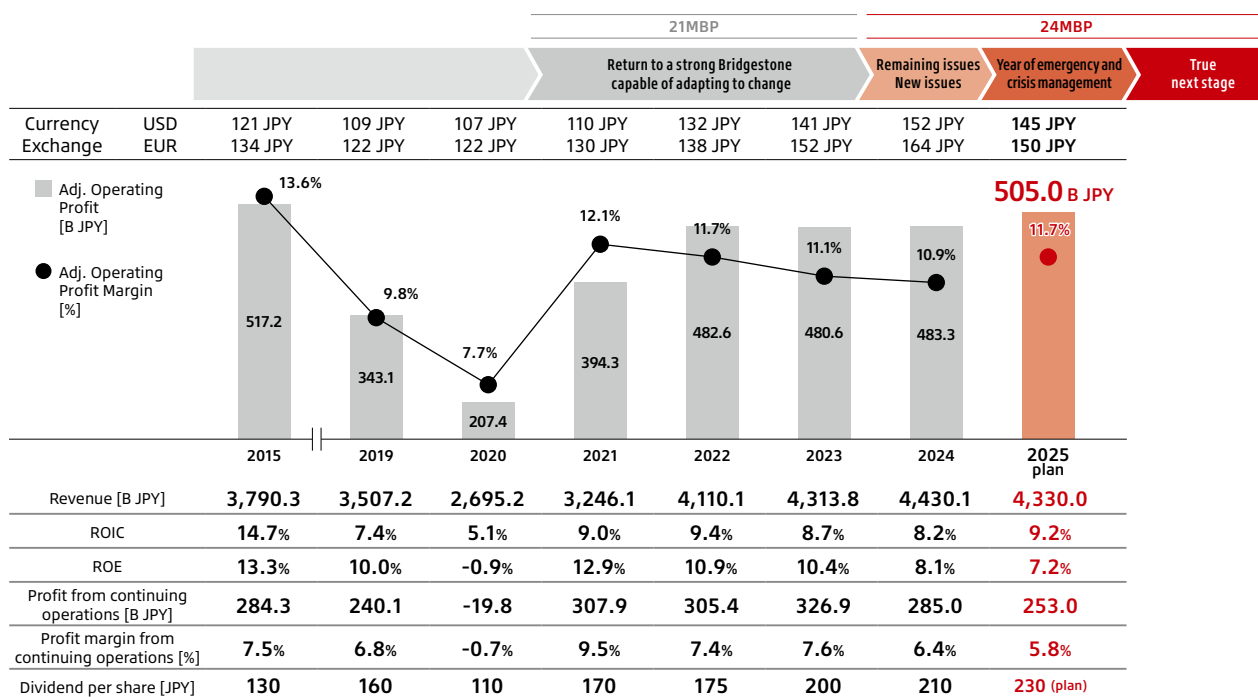 21MBP
24MBP
Return to a strong Bridgestone
capable of adapting to change
Remaining issues
New issues
Year of emergency and
crisis management
True
next stage
Currency
Exchange
USD 121 JPY 109 JPY 107 JPY 110 JPY 132 JPY 141 JPY 152 JPY 145 JPY
EUR 134 JPY 122 JPY 122 JPY 130 JPY 138 JPY 152 JPY 164 JPY 150 JPY
Adj. Operating
Profit
[B JPY]
Adj. Operating
Profit Margin
[%]
13.6%
9.8%
7.7%
12.1%
11.7%
11.1%
10.9%
505.0 B JPY
11.7%
517.2
343.1
207.4
394.3
482.6
480.6
483.3
2015 2019 2020 2021 2022 2023 2024 2025
plan
Revenue [B JPY] 3,790.3 3,507.2 2,695.2 3,246.1 4,110.1 4,313.8 4,430.1 4,330.0
ROIC 14.7% 7.4% 5.1% 9.0% 9.4% 8.7% 8.2% 9.2%
ROE 13.3% 10.0% -0.9% 12.9% 10.9% 10.4% 8.1% 7.2%
Profit from continuing
operations [B JPY] 284.3 240.1 -19.8 307.9 305.4 326.9 285.0 253.0
Profit margin from
continuing operations [%] 7.5% 6.8% -0.7% 9.5% 7.4% 7.6% 6.4% 5.8%
Dividend per share [JPY] 130 160 110 170 175 200 210 230 (plan)